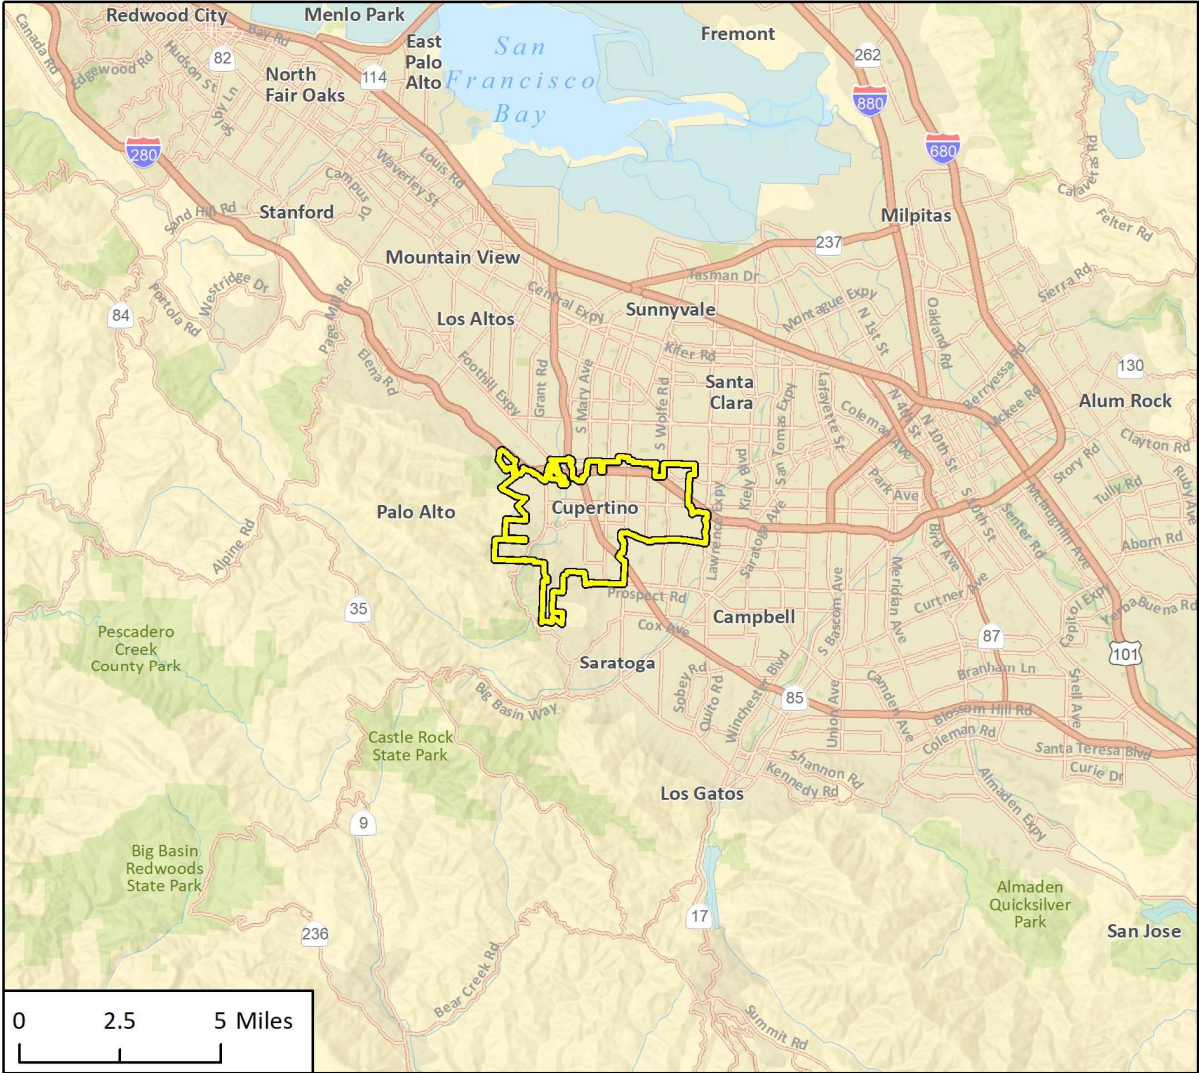 Redwood City
Menlo Park
Fremont
Canada Rd
Bay Rd
East
Palo
Alto
San
Francisco
Bay
Edgewood Rd
Hudson St
82
262
North
Fair Oaks
114
Selby Ln
880
280
680
Louis Rd
Waverley St
Campus Dr
Calaveras Rd
Sand Hill Rd
Stanford
Milpitas
Felter Rd
237
Mountain View
Westridge Dr
Tasman Dr
Sierra Rd
Portola Rd
Page Mill Rd
Central Expy
Montague Expy
84
Los Altos
Sunnyvale
N 1st St
Oakland Rd
Elena Rd
Foothill Expy
Grant Rd
Kifer Rd
130
S Mary Ave
S Wolfe Rd
Santa
Clara
San Tomas Expy
Lafayette St
Berryessa Rd
Mckee Rd
Alum Rock
Coleman Ave
N 4th St
N 10th St
Clayton Rd
Kiely Blvd
Story Rd
Park Ave
Tully Rd
Ruby Ave
Palo Alto
Cupertino
Lawrence Expy
Saratoga Ave
S 10th St
Senter Rd
Mclaughlin Ave
Alpine Rd
Bird Ave
Aborn Rd
Prospect Rd
Meridian Ave
Curtner Ave
Capitol Expy
Yerba Buena Rd
35
Cox Ave
Campbell
S Bascom Ave
87
101
Pescadero
Creek
County Park
Saratoga
Sobey Rd
Quito Rd
Winchester Blvd
Branham Ln
Snell Ave
Big Basin Way
85
Union Ave
Camden Ave
Blossom Hill Rd
Coleman Rd
Castle Rock
State Park
Santa Teresa Blvd
Shannon Rd
Kennedy Rd
Curie Dr
Los Gatos
Almaden Expy
9
Big Basin
Redwoods
State Park
Almaden
Quicksilver
Park
17
San Jose
236
Bear Creek Rd
Summit Rd
0 2.5 5 Miles